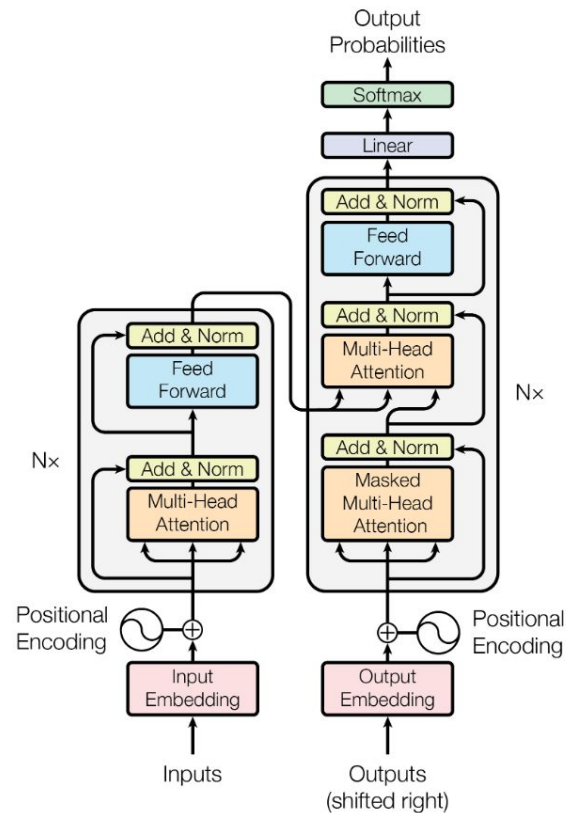 Output
Probabilities
Softmax
Linear
Add & Norm
Feed
Forward
Add & Norm
Multi-Head
Attention
Add & Norm
Masked
Multi-Head
Attention
N×
Add & Norm
Feed
Forward
Add & Norm
Multi-Head
Attention
N×
Positional
Encoding
Positional
Encoding
Input
Embedding
Output
Embedding
Inputs
Outputs
(shifted right)